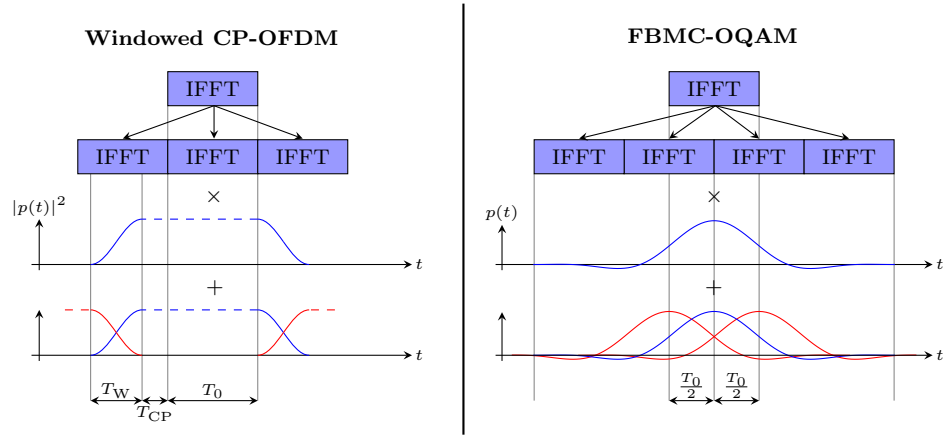 Windowed CP-OFDM
IFFT
IFFT IFFT IFFT
×
|p(t)|²
t
+
t
T_W T_CP T_0
FBMC-OQAM
IFFT
IFFT IFFT IFFT IFFT
×
p(t)
t
+
t
T_0/2 T_0/2